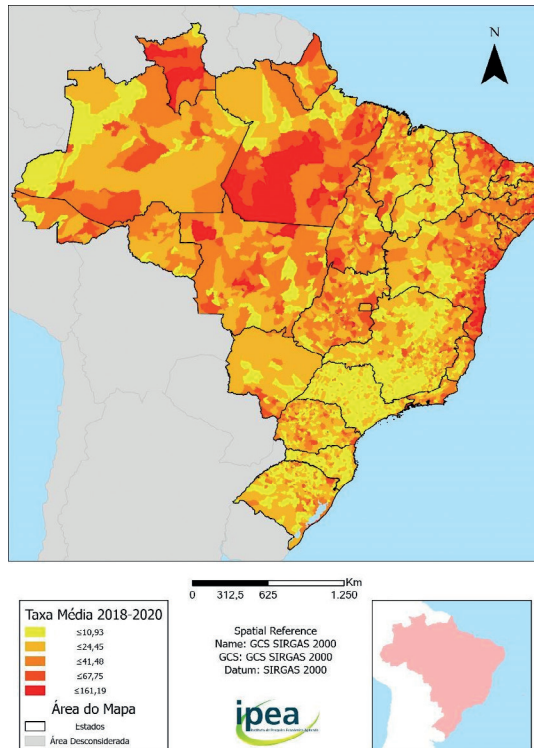 N
Km
0 312,5 625 1.250
Taxa Média 2018-2020
≤10,93
≤24,45
≤41,48
≤67,75
≤161,19
Área do Mapa
Estados
Área Desconsiderada
Spatial Reference
Name: GCS SIRGAS 2000
GCS: GCS SIRGAS 2000
Datum: SIRGAS 2000
ipea